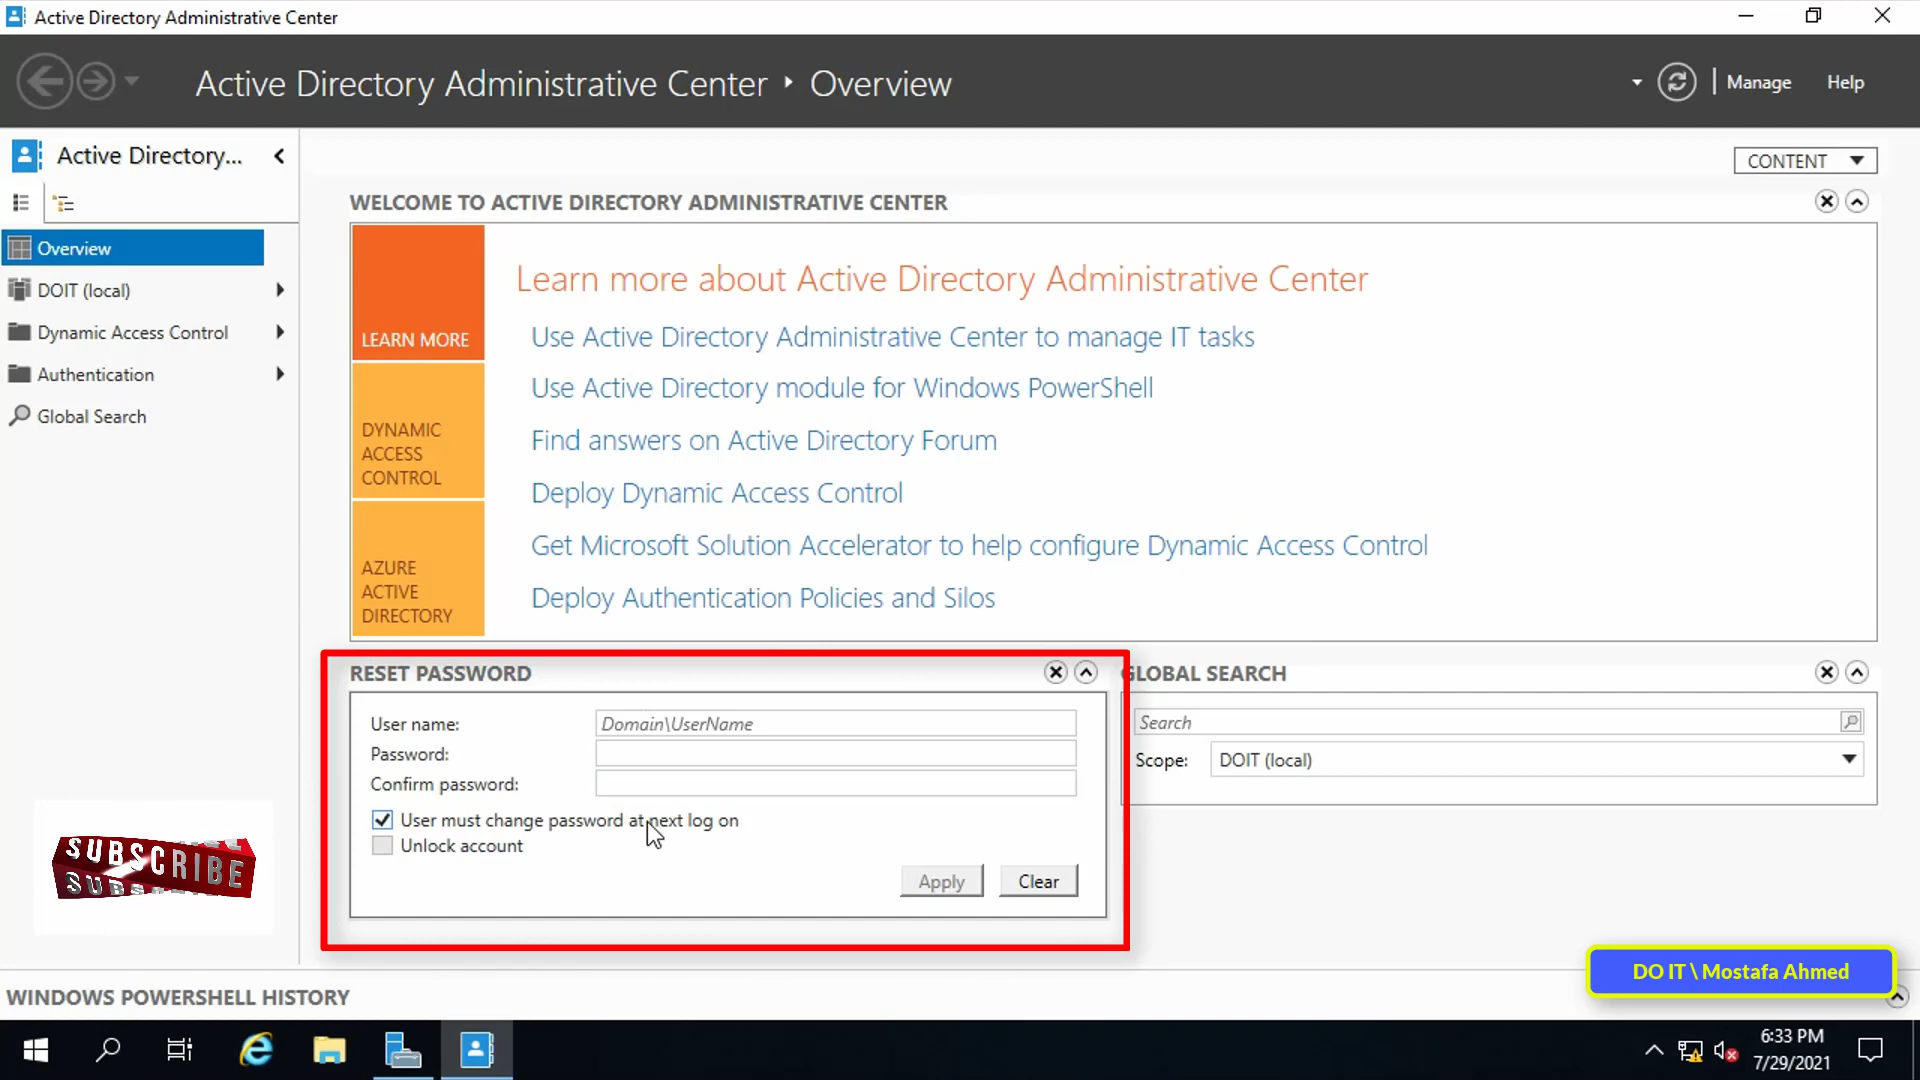 Active Directory Administrative Center
Active Directory Administrative Center ‣ Overview
Manage
Help
Active Directory...
CONTENT
Overview
DOIT (local)
Dynamic Access Control
Authentication
Global Search
WELCOME TO ACTIVE DIRECTORY ADMINISTRATIVE CENTER
LEARN MORE
DYNAMIC
ACCESS
CONTROL
AZURE
ACTIVE
DIRECTORY
Learn more about Active Directory Administrative Center
Use Active Directory Administrative Center to manage IT tasks
Use Active Directory module for Windows PowerShell
Find answers on Active Directory Forum
Deploy Dynamic Access Control
Get Microsoft Solution Accelerator to help configure Dynamic Access Control
Deploy Authentication Policies and Silos
RESET PASSWORD
User name:
Domain\UserName
Password:
Confirm password:
User must change password at next log on
Unlock account
Apply
Clear
GLOBAL SEARCH
Search
Scope:
DOIT (local)
SUBSCRIBE
DO IT \ Mostafa Ahmed
WINDOWS POWERSHELL HISTORY
6:33 PM
7/29/2021